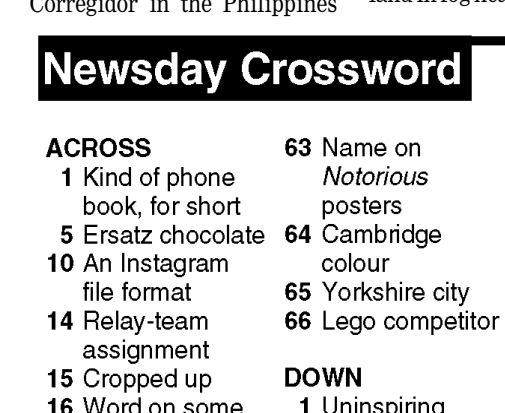 Corregidor in the Philippines
Newsday Crossword
ACROSS
1 Kind of phone
book, for short
5 Ersatz chocolate
10 An Instagram
file format
14 Relay-team
assignment
15 Cropped up
16 Word on some
63 Name on
Notorious
posters
64 Cambridge
colour
65 Yorkshire city
66 Lego competitor
DOWN
1 Uninspiring